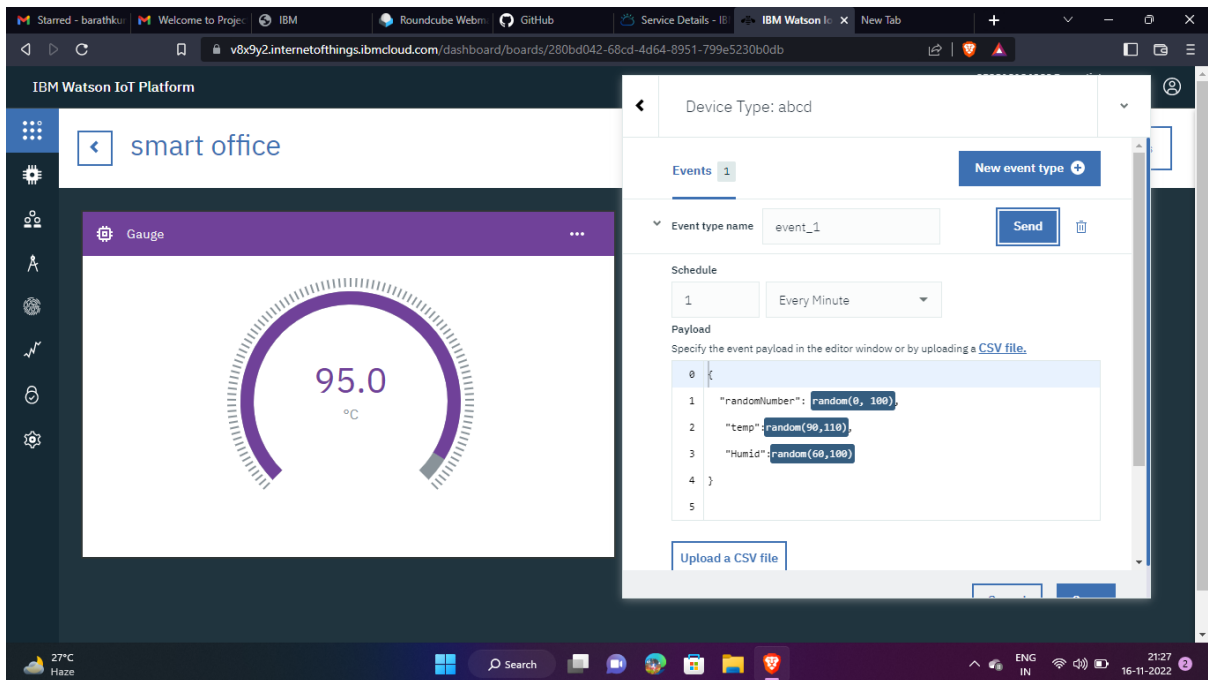 Starred - barathkur
Welcome to Projec
IBM
Roundcube Webma
GitHub
Service Details - IB
IBM Watson Io
New Tab
v8x9y2.internetofthings.ibmcloud.com/dashboard/boards/280bd042-68cd-4d64-8951-799e5230b0db
IBM Watson IoT Platform
smart office
Gauge
95.0
°C
Device Type: abcd
Events 1
New event type
Event type name event_1 Send
Schedule
1 Every Minute
Payload
Specify the event payload in the editor window or by uploading a CSV file.
0 {
1 "randomNumber": random(0, 100),
2 "temp":random(90,110),
3 "Humid":random(60,100)
4 }
5
Upload a CSV file
27°C
Haze
Search
ENG
IN
21:27
16-11-2022
2